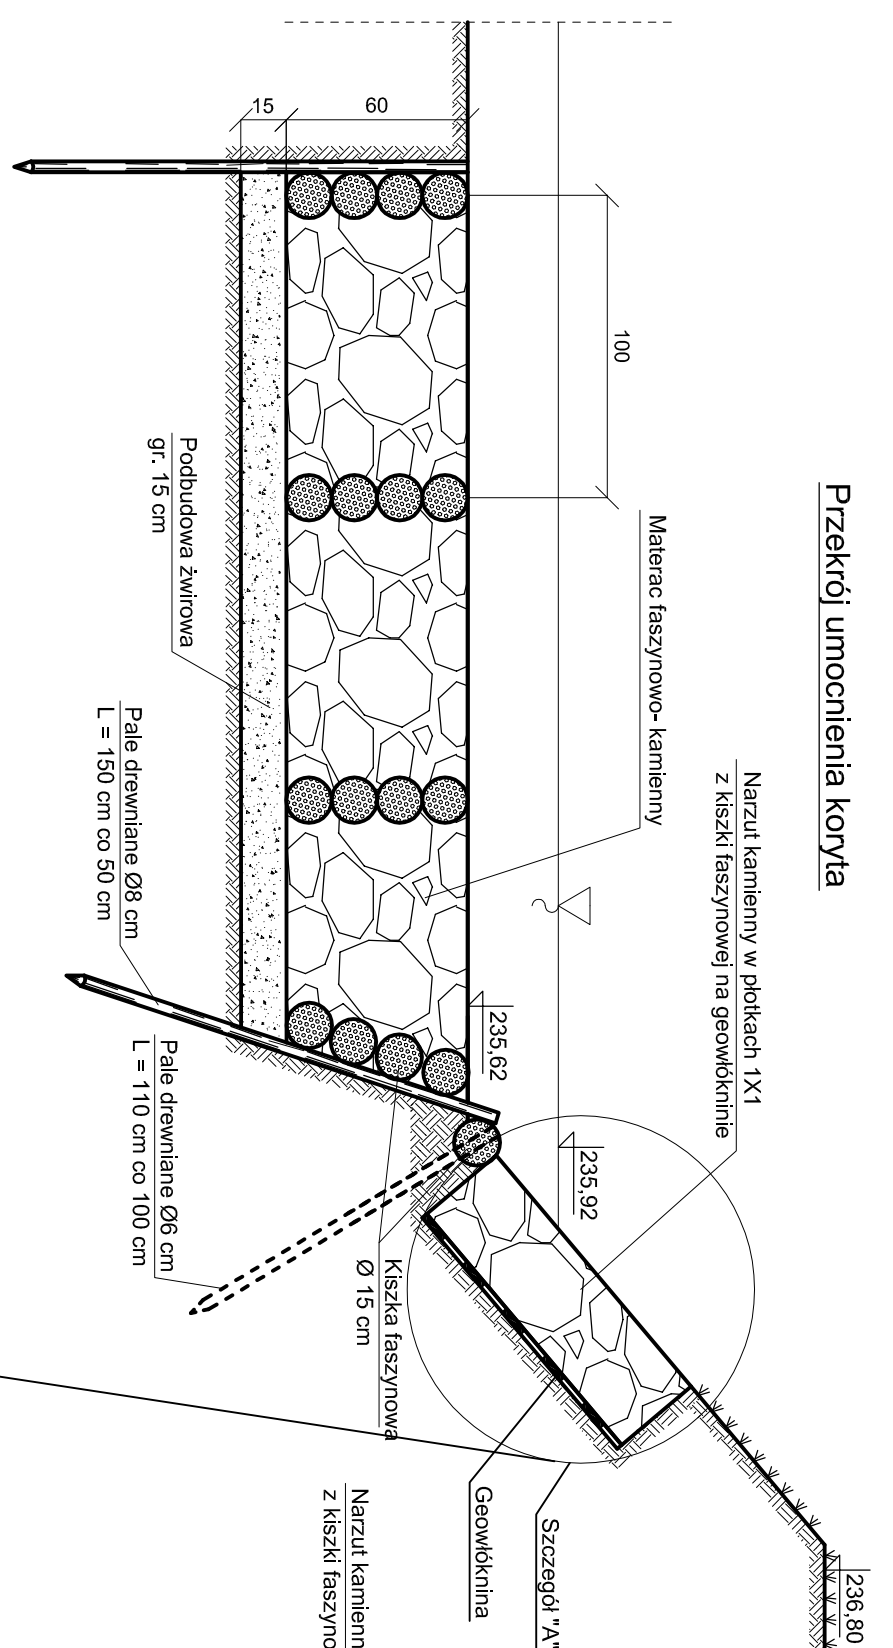 Przekrój umocnienia koryta
Narzut kamienny w płotkach 1X1
z kiszki faszynowej na geowłókninie
Materac faszynowo- kamienny
100
60
15
236,80
235,92
235,62
Podbudowa żwirowa
gr. 15 cm
Pale drewniane Ø8 cm
L = 150 cm co 50 cm
Pale drewniane Ø6 cm
L = 110 cm co 100 cm
Kiszka faszynowa
Ø 15 cm
Szczegół "A"
Geowłóknina
Narzut kamienn
z kiszki faszyno